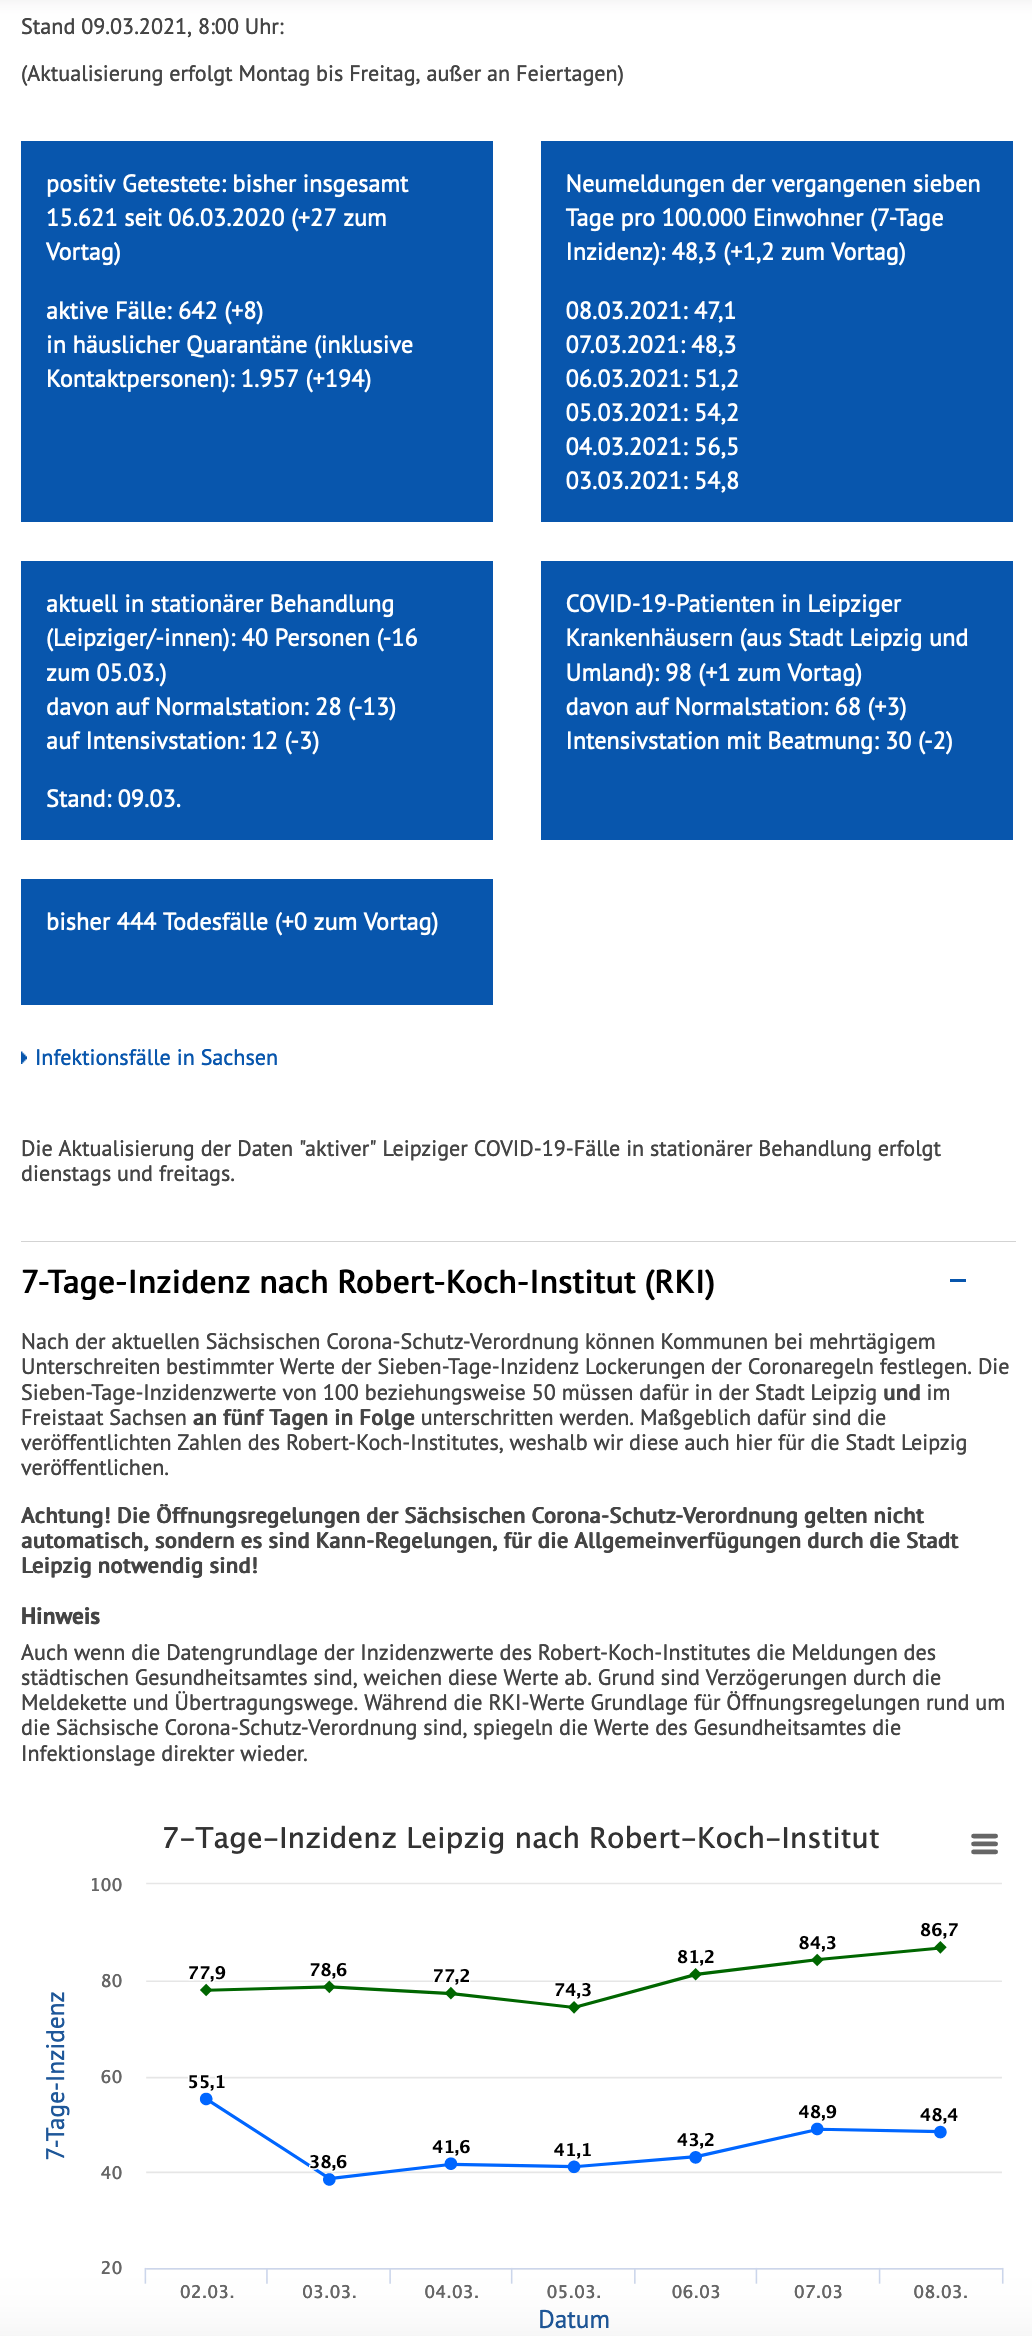 Stand 09.03.2021, 8:00 Uhr:
(Aktualisierung erfolgt Montag bis Freitag, außer an Feiertagen)
positiv Getestete: bisher insgesamt
15.621 seit 06.03.2020 (+27 zum
Vortag)
aktive Fälle: 642 (+8)
in häuslicher Quarantäne (inklusive
Kontaktpersonen): 1.957 (+194)
Neumeldungen der vergangenen sieben
Tage pro 100.000 Einwohner (7-Tage
Inzidenz): 48,3 (+1,2 zum Vortag)
08.03.2021: 47,1
07.03.2021: 48,3
06.03.2021: 51,2
05.03.2021: 54,2
04.03.2021: 56,5
03.03.2021: 54,8
aktuell in stationärer Behandlung
(Leipziger/-innen): 40 Personen (-16
zum 05.03.)
davon auf Normalstation: 28 (-13)
auf Intensivstation: 12 (-3)
Stand: 09.03.
COVID-19-Patienten in Leipziger
Krankenhäusern (aus Stadt Leipzig und
Umland): 98 (+1 zum Vortag)
davon auf Normalstation: 68 (+3)
Intensivstation mit Beatmung: 30 (-2)
bisher 444 Todesfälle (+0 zum Vortag)
Infektionsfälle in Sachsen
Die Aktualisierung der Daten "aktiver" Leipziger COVID-19-Fälle in stationärer Behandlung erfolgt
dienstags und freitags.
7-Tage-Inzidenz nach Robert-Koch-Institut (RKI)
Nach der aktuellen Sächsischen Corona-Schutz-Verordnung können Kommunen bei mehrtägigem
Unterschreiten bestimmter Werte der Sieben-Tage-Inzidenz Lockerungen der Coronaregeln festlegen. Die
Sieben-Tage-Inzidenzwerte von 100 beziehungsweise 50 müssen dafür in der Stadt Leipzig und im
Freistaat Sachsen an fünf Tagen in Folge unterschritten werden. Maßgeblich dafür sind die
veröffentlichten Zahlen des Robert-Koch-Institutes, weshalb wir diese auch hier für die Stadt Leipzig
veröffentlichen.
Achtung! Die Öffnungsregelungen der Sächsischen Corona-Schutz-Verordnung gelten nicht
automatisch, sondern es sind Kann-Regelungen, für die Allgemeinverfügungen durch die Stadt
Leipzig notwendig sind!
Hinweis
Auch wenn die Datengrundlage der Inzidenzwerte des Robert-Koch-Institutes die Meldungen des
städtischen Gesundheitsamtes sind, weichen diese Werte ab. Grund sind Verzögerungen durch die
Meldekette und Übertragungswege. Während die RKI-Werte Grundlage für Öffnungsregelungen rund um
die Sächsische Corona-Schutz-Verordnung sind, spiegeln die Werte des Gesundheitsamtes die
Infektionslage direkter wieder.
7-Tage-Inzidenz Leipzig nach Robert-Koch-Institut
7-Tage-Inzidenz
100
80
60
40
20
77,9 78,6 77,2 74,3 81,2 84,3 86,7
55,1 38,6 41,6 41,1 43,2 48,9 48,4
02.03. 03.03. 04.03. 05.03. 06.03 07.03 08.03.
Datum